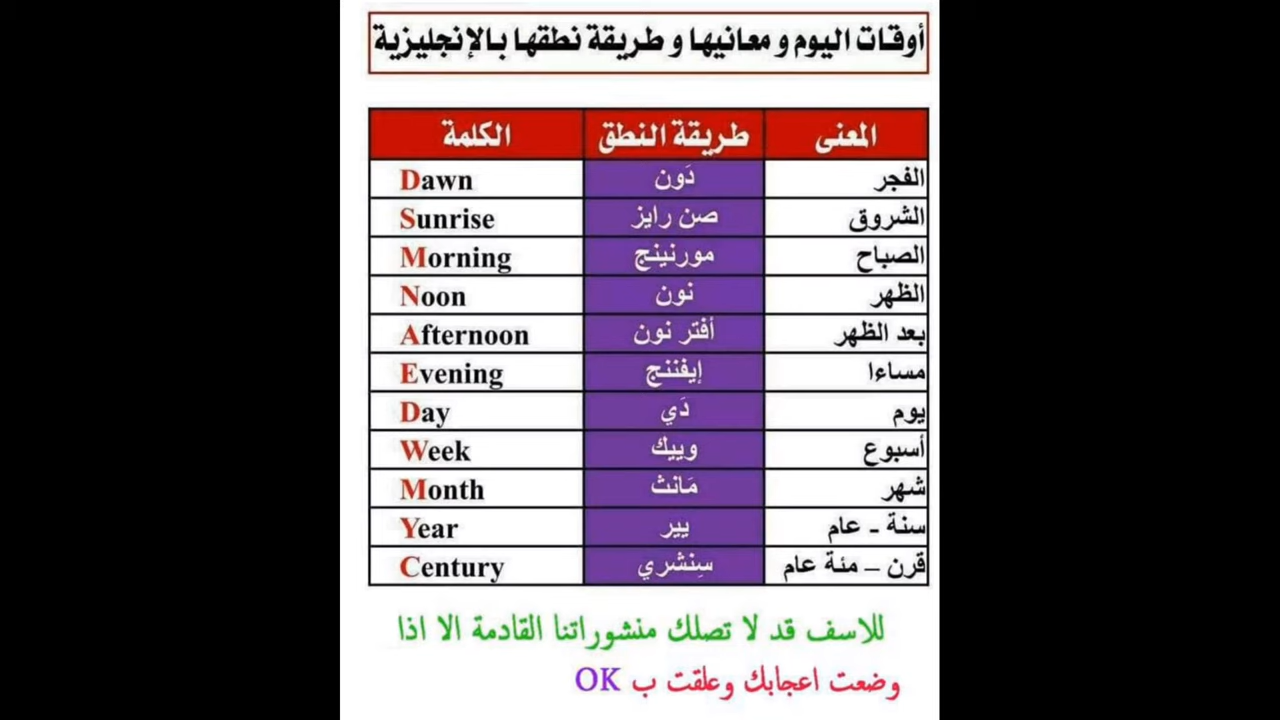 أوقات اليوم و معانيها و طريقة نطقها بالإنجليزية
المعنى طريقة النطق الكلمة
الفجر دَون Dawn
الشروق صن رايز Sunrise
الصباح مورنينج Morning
الظهر نون Noon
بعد الظهر أفتر نون Afternoon
مساءا إيفننج Evening
يوم دَي Day
أسبوع وييك Week
شهر مَانث Month
سنة - عام يير Year
قرن – مئة عام سِنشري Century
للاسف قد لا تصلك منشوراتنا القادمة الا اذا
وضعت اعجابك وعلقت ب OK